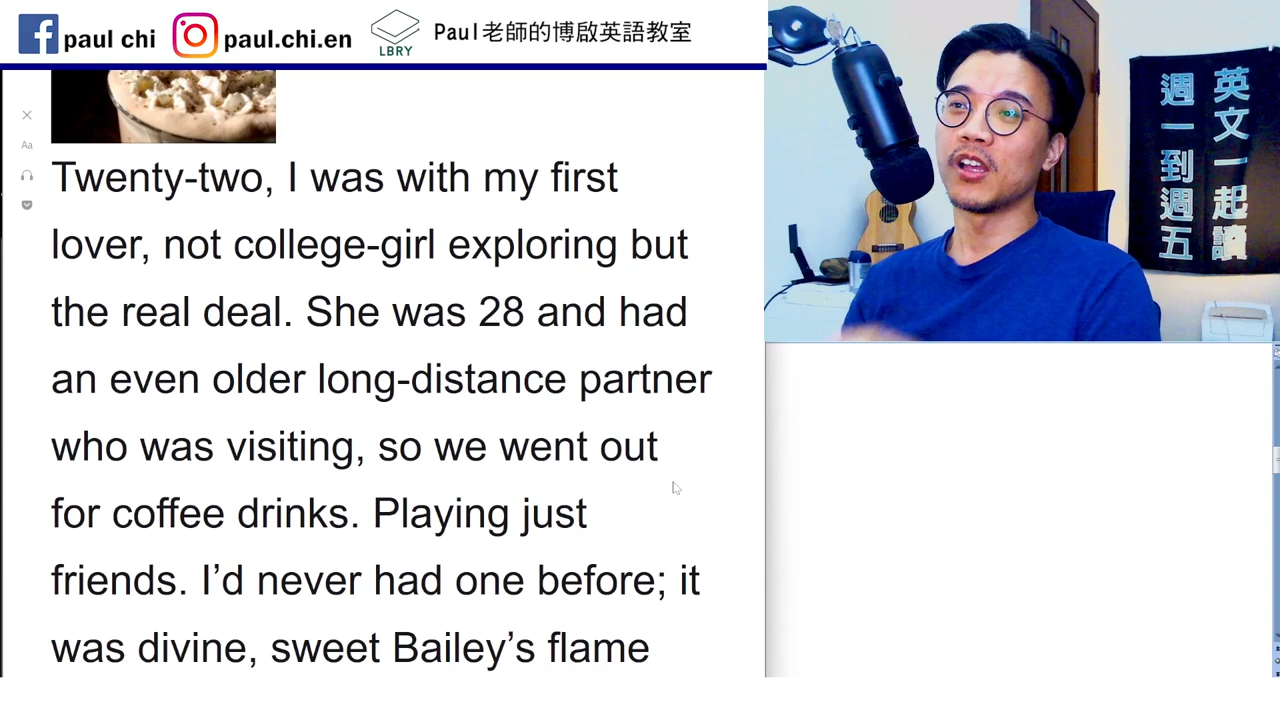 paul chi
paul.chi.en
LBRY
Paul老師的博啟英語教室
Aa
Twenty-two, I was with my first
lover, not college-girl exploring but
the real deal. She was 28 and had
an even older long-distance partner
who was visiting, so we went out
for coffee drinks. Playing just
friends. I’d never had one before; it
was divine, sweet Bailey’s flame
英文一起讀
週一到週五